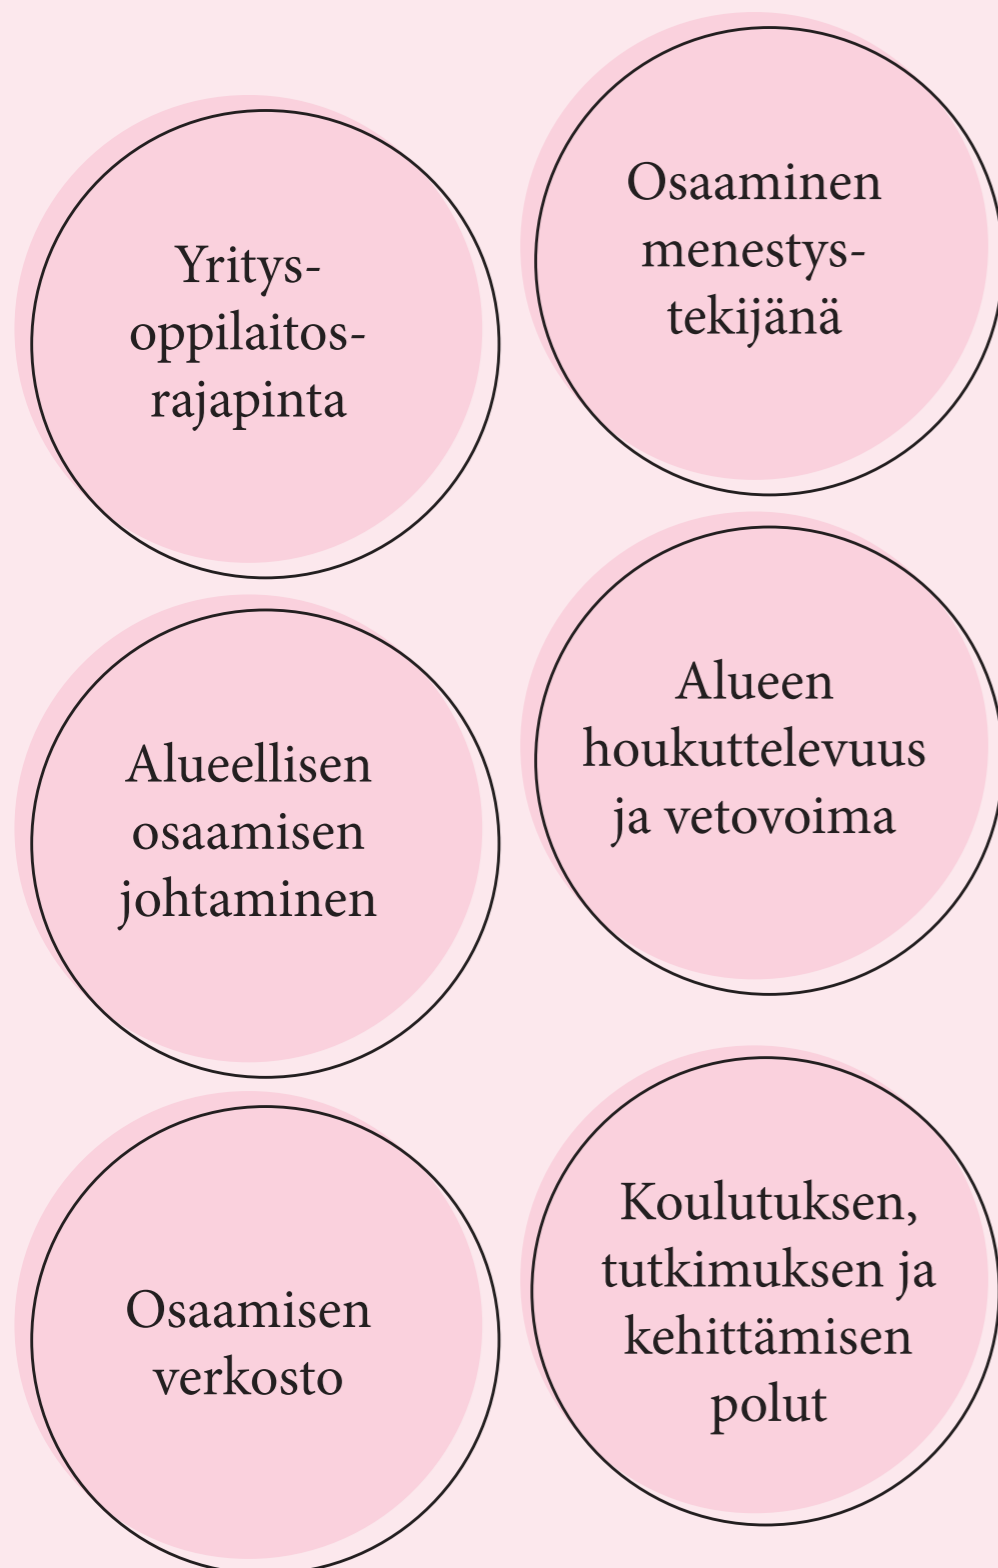 Yritys-
oppilaitos-
rajapinta
Osaaminen
menestys-
tekijänä
Alueellisen
osaamisen
johtaminen
Alueen
houkuttelevuus
ja vetovoima
Osaamisen
verkosto
Koulutuksen,
tutkimuksen ja
kehittämisen
polut